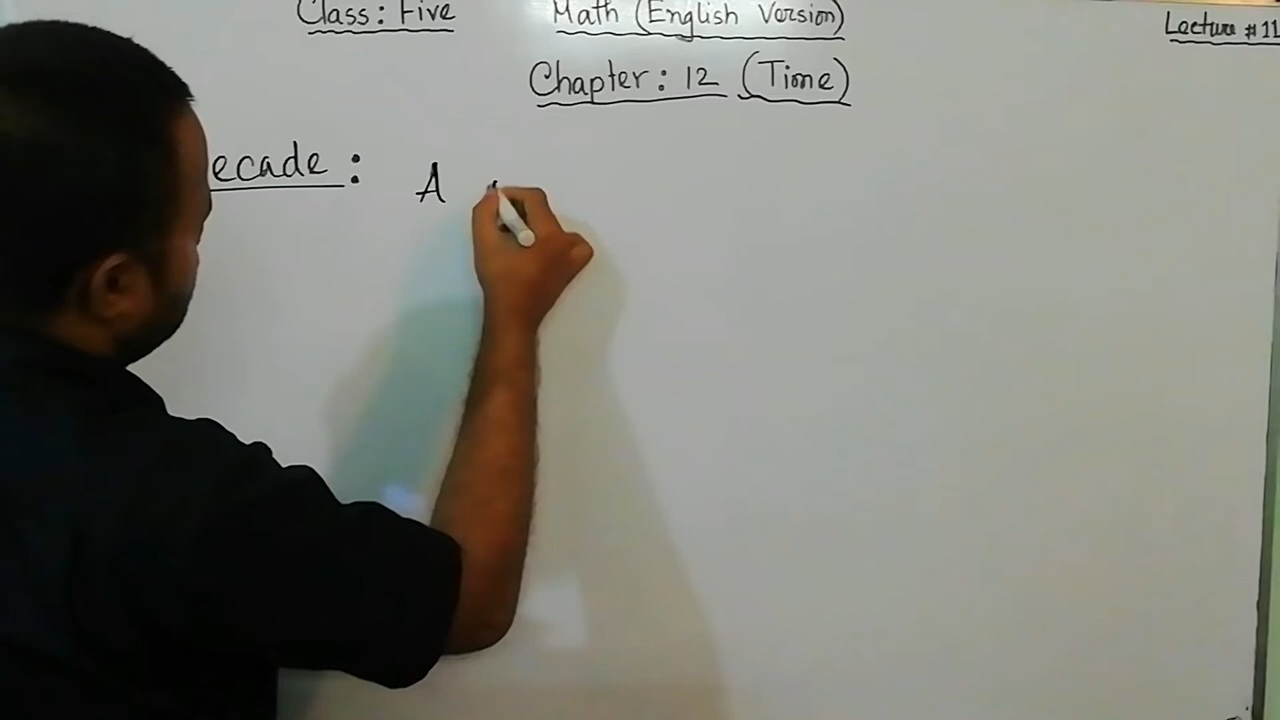 Class: Five Math (English Version) Lecture #11
Chapter: 12 (Time)
ecade: A